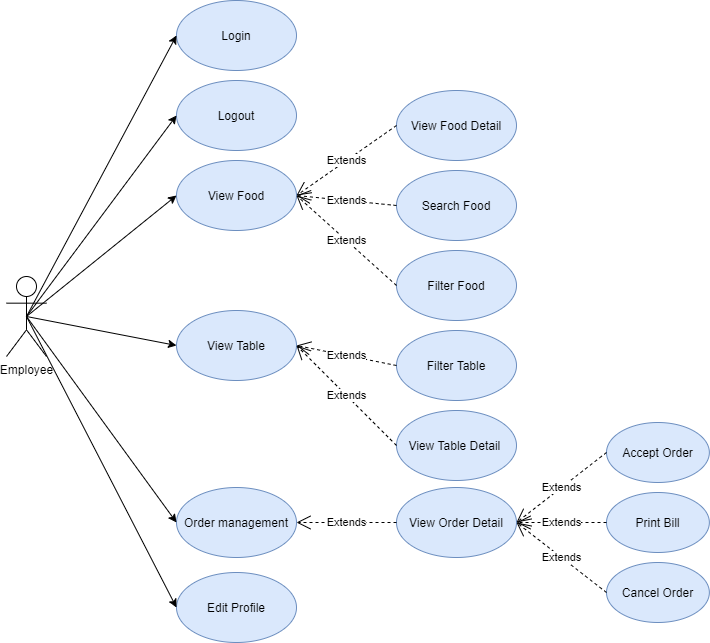 Login
Logout
View Food Detail
Extends
View Food
Extends
Search Food
Extends
Filter Food
View Table
Extends
Filter Table
Employee
Extends
View Table Detail
Accept Order
Extends
Order management
Extends
View Order Detail
Extends
Print Bill
Extends
Cancel Order
Edit Profile